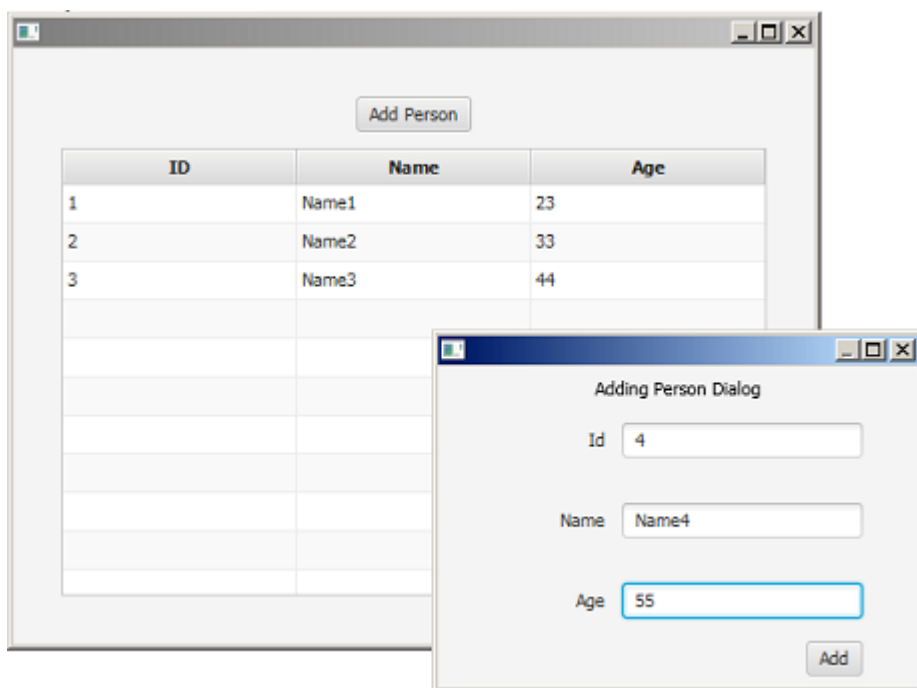 Add Person
ID Name Age
1 Name1 23
2 Name2 33
3 Name3 44
Adding Person Dialog
Id 4
Name Name4
Age 55
Add